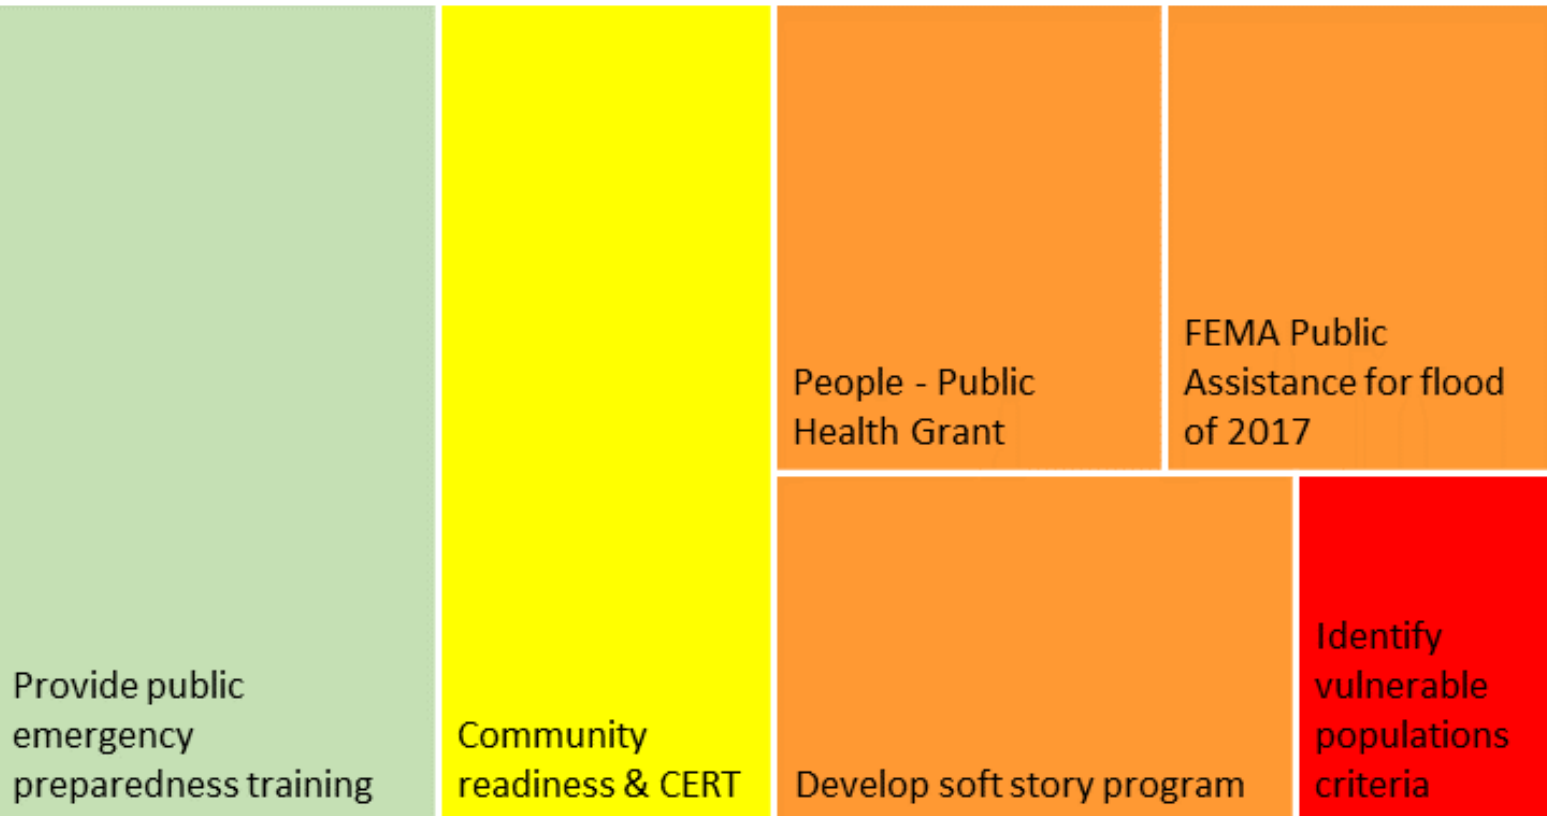 Provide public
emergency
preparedness training
Community
readiness & CERT
People - Public
Health Grant
FEMA Public
Assistance for flood
of 2017
Develop soft story program
Identify
vulnerable
populations
criteria